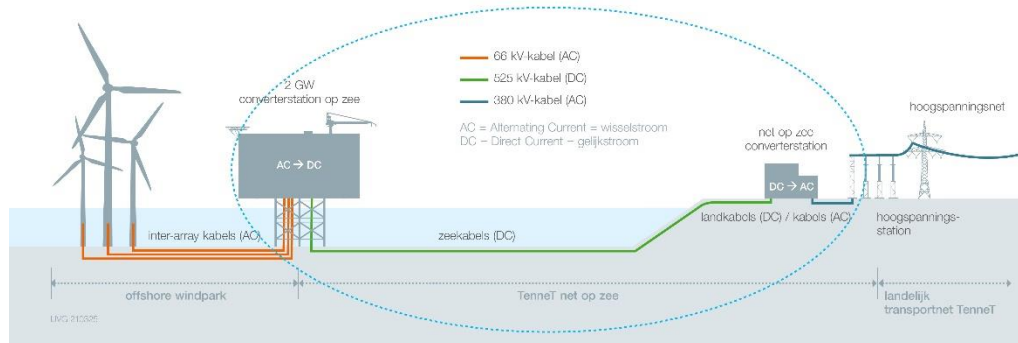 66 kV-kabel (AC)
525 kV-kabel (DC)
380 kV-kabel (AC)
AC = Alternating Current = wisselstroom
DC = Direct Current = gelijkstroom
2 GW
converterstation op zee
AC → DC
net op zee
converterstation
DC → AC
hoogspanningsnet
inter-array kabels (AC)
zeekabels (DC)
landkabels (DC) / kabels (AC)
hoogspannings-
station
offshore windpark
TenneT net op zee
landelijk
transportnet TenneT